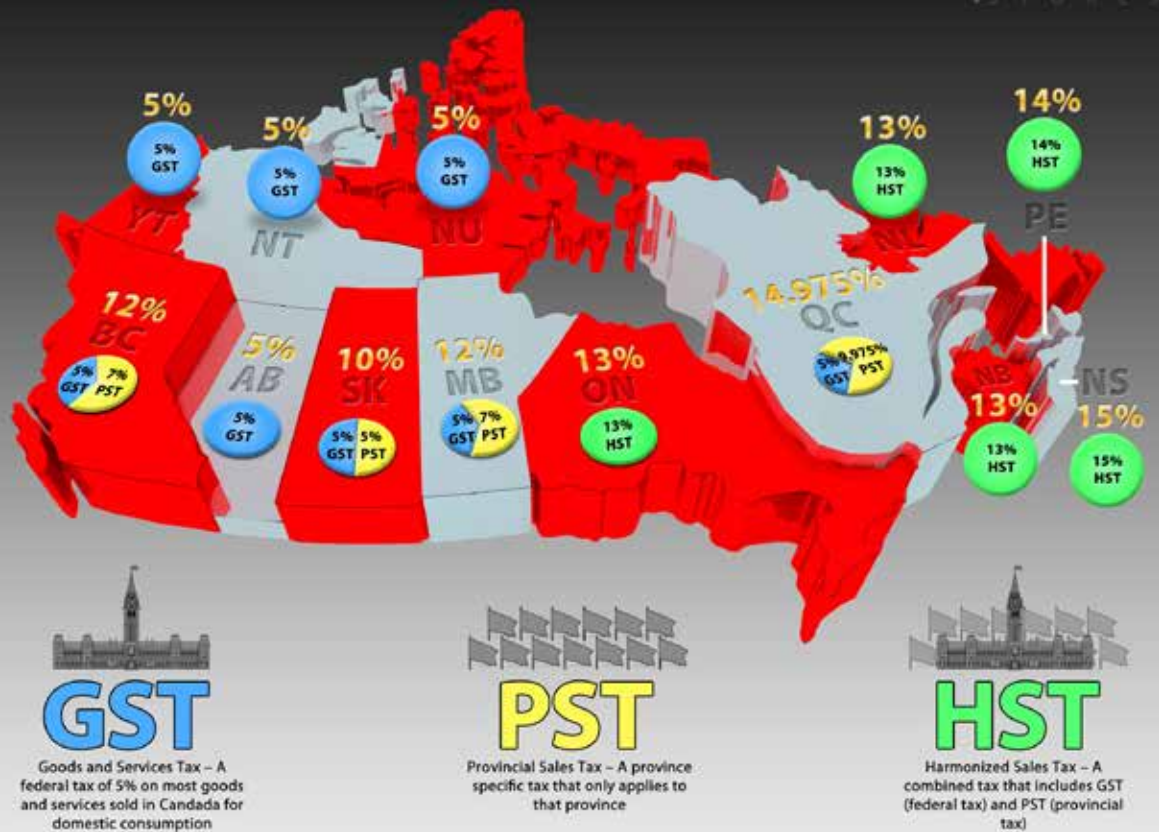 5%
5%
GST
YT
5%
5%
GST
NT
5%
5%
GST
NU
13%
13%
HST
NL
14%
14%
HST
PE
12%
BC
5% 7%
GST PST
5%
AB
5%
GST
10%
SK
5% 5%
GST PST
12%
MB
5% 7%
GST PST
13%
ON
13%
HST
14.975%
QC
5% 9.975%
GST PST
NB
13%
13%
HST
NS
15%
15%
HST
GST
Goods and Services Tax – A
federal tax of 5% on most goods
and services sold in Candada for
domestic consumption
PST
Provincial Sales Tax – A province
specific tax that only applies to
that province
HST
Harmonized Sales Tax – A
combined tax that includes GST
(federal tax) and PST (provincial
tax)